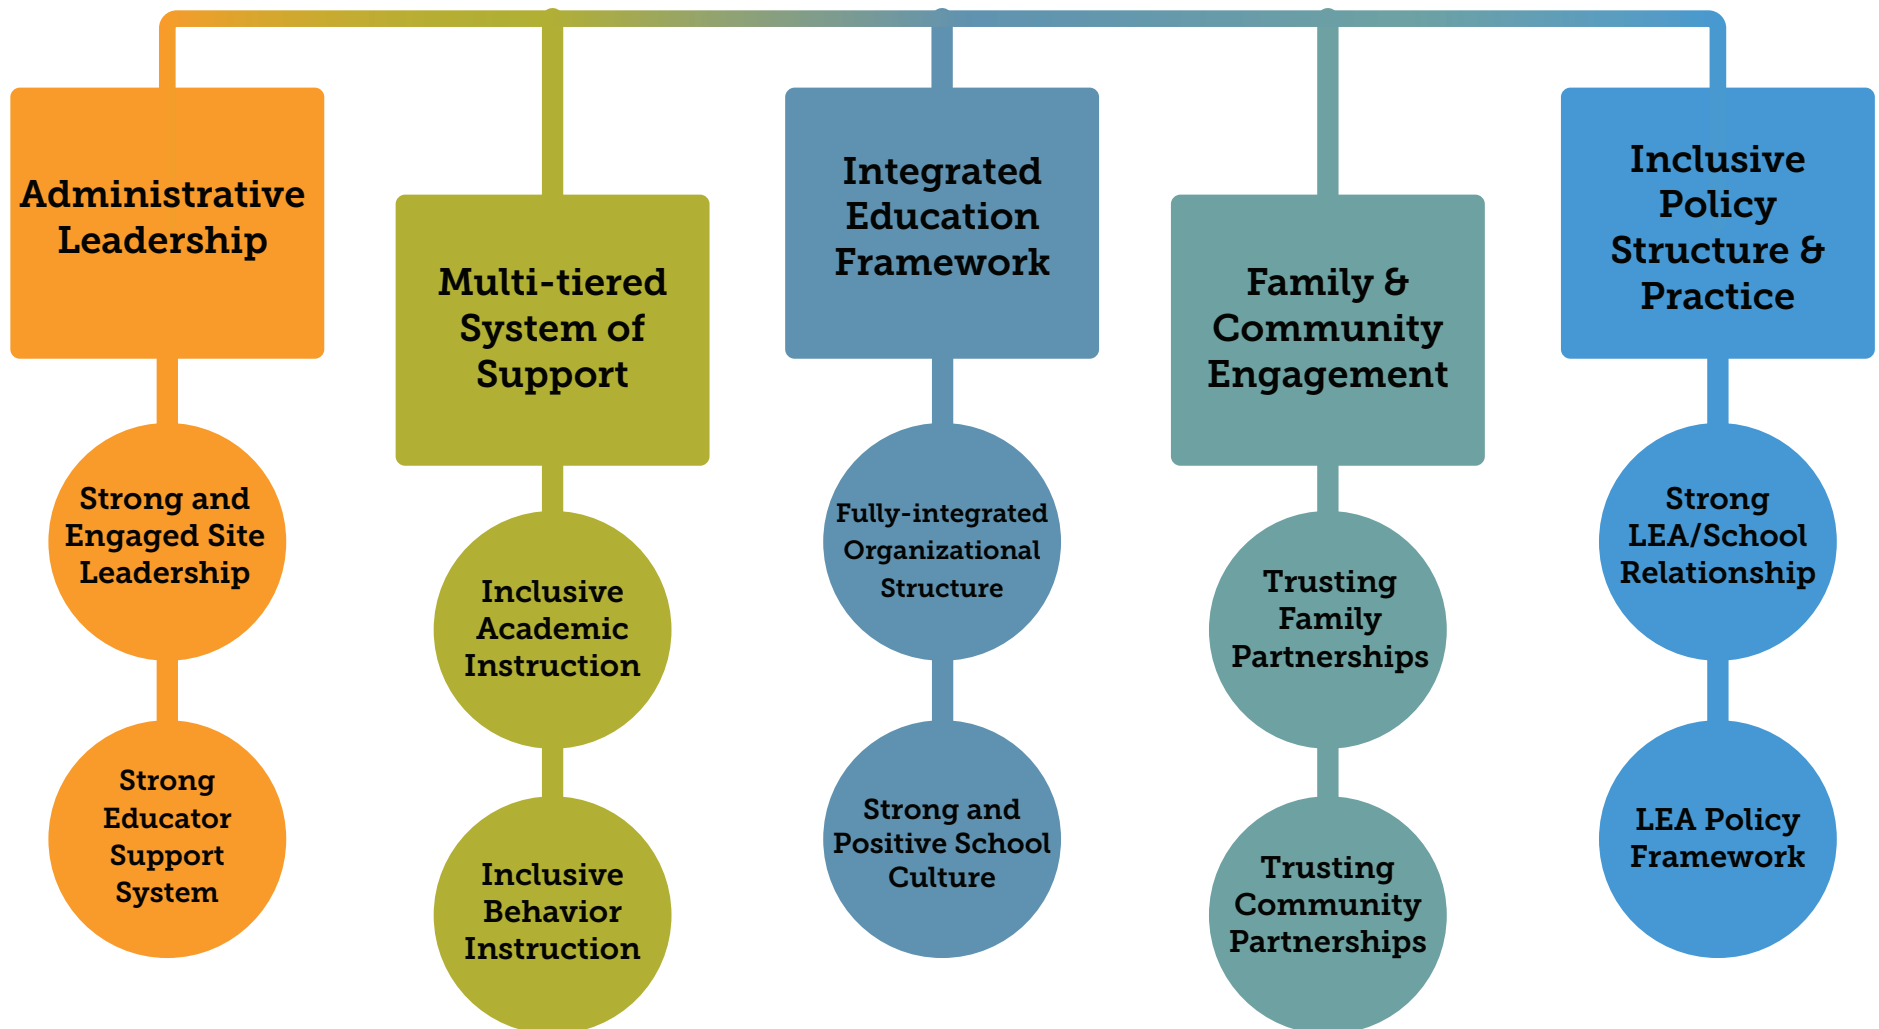 Administrative
Leadership
Strong and
Engaged Site
Leadership
Strong
Educator
Support
System
Multi-tiered
System of
Support
Inclusive
Academic
Instruction
Inclusive
Behavior
Instruction
Integrated
Education
Framework
Fully-integrated
Organizational
Structure
Strong and
Positive School
Culture
Family &
Community
Engagement
Trusting
Family
Partnerships
Trusting
Community
Partnerships
Inclusive
Policy
Structure &
Practice
Strong
LEA/School
Relationship
LEA Policy
Framework